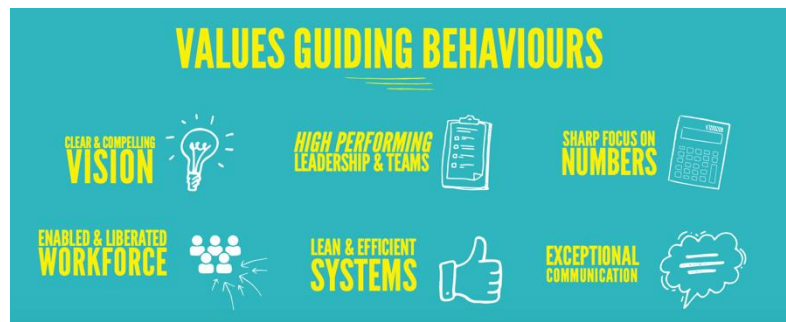 VALUES GUIDING BEHAVIOURS
CLEAR & COMPELLING
VISION
HIGH PERFORMING
LEADERSHIP & TEAMS
SHARP FOCUS ON
NUMBERS
ENABLED & LIBERATED
WORKFORCE
LEAN & EFFICIENT
SYSTEMS
EXCEPTIONAL
COMMUNICATION